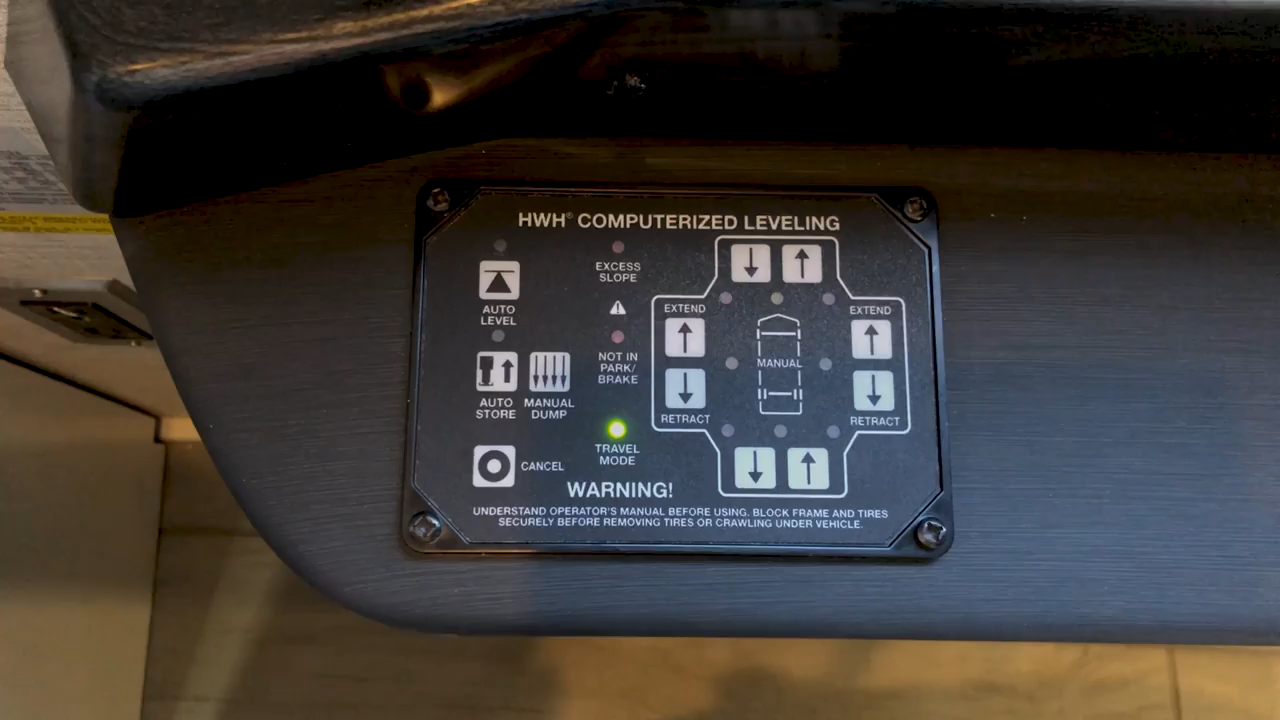 HWH® COMPUTERIZED LEVELING
AUTO
LEVEL
EXCESS
SLOPE
NOT IN
PARK/
BRAKE
AUTO
STORE
MANUAL
DUMP
TRAVEL
MODE
CANCEL
EXTEND
RETRACT
MANUAL
EXTEND
RETRACT
WARNING!
UNDERSTAND OPERATOR'S MANUAL BEFORE USING. BLOCK FRAME AND TIRES
SECURELY BEFORE REMOVING TIRES OR CRAWLING UNDER VEHICLE.